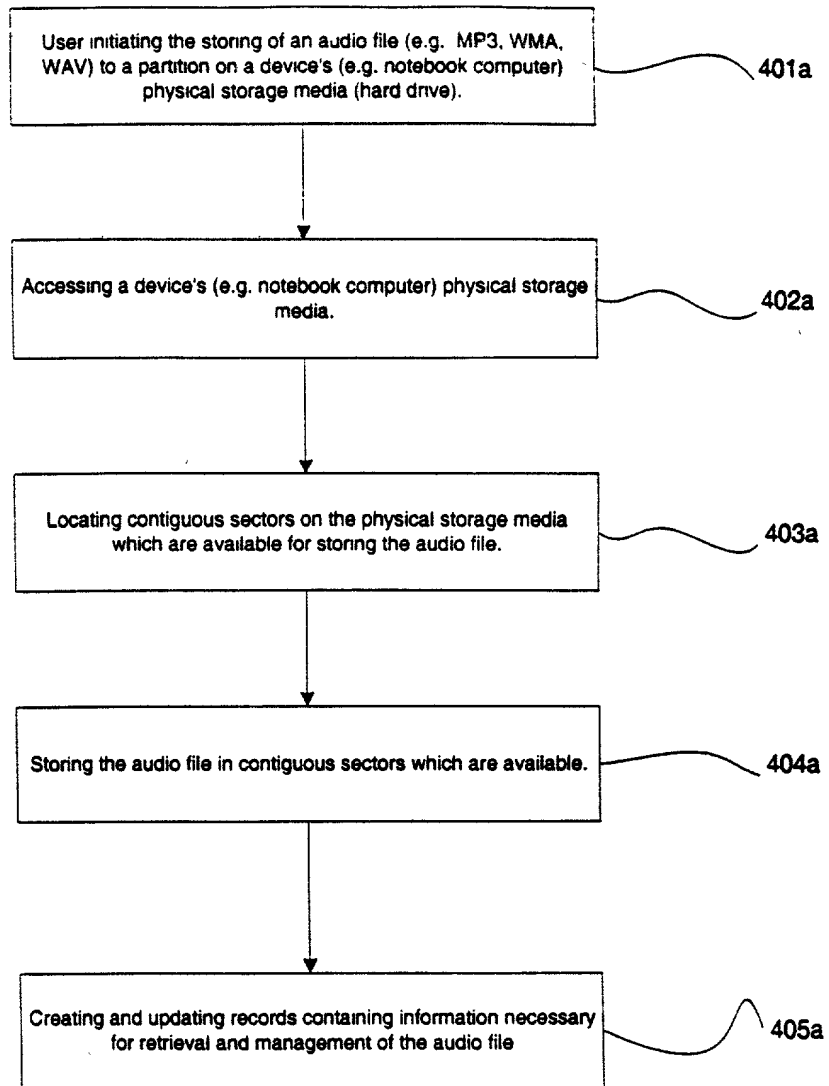 User initiating the storing of an audio file (e.g. MP3, WMA,
WAV) to a partition on a device's (e.g. notebook computer)
physical storage media (hard drive).
401a
Accessing a device's (e.g. notebook computer) physical storage
media.
402a
Locating contiguous sectors on the physical storage media
which are available for storing the audio file.
403a
Storing the audio file in contiguous sectors which are available.
404a
Creating and updating records containing information necessary
for retrieval and management of the audio file
405a